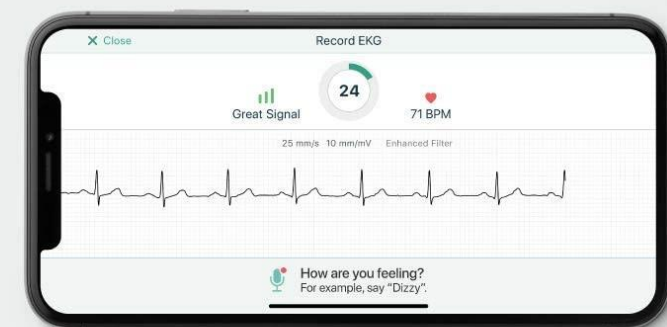 X Close
Record EKG
24
Great Signal
71 BPM
25 mm/s 10 mm/mV Enhanced Filter
How are you feeling?
For example, say "Dizzy".